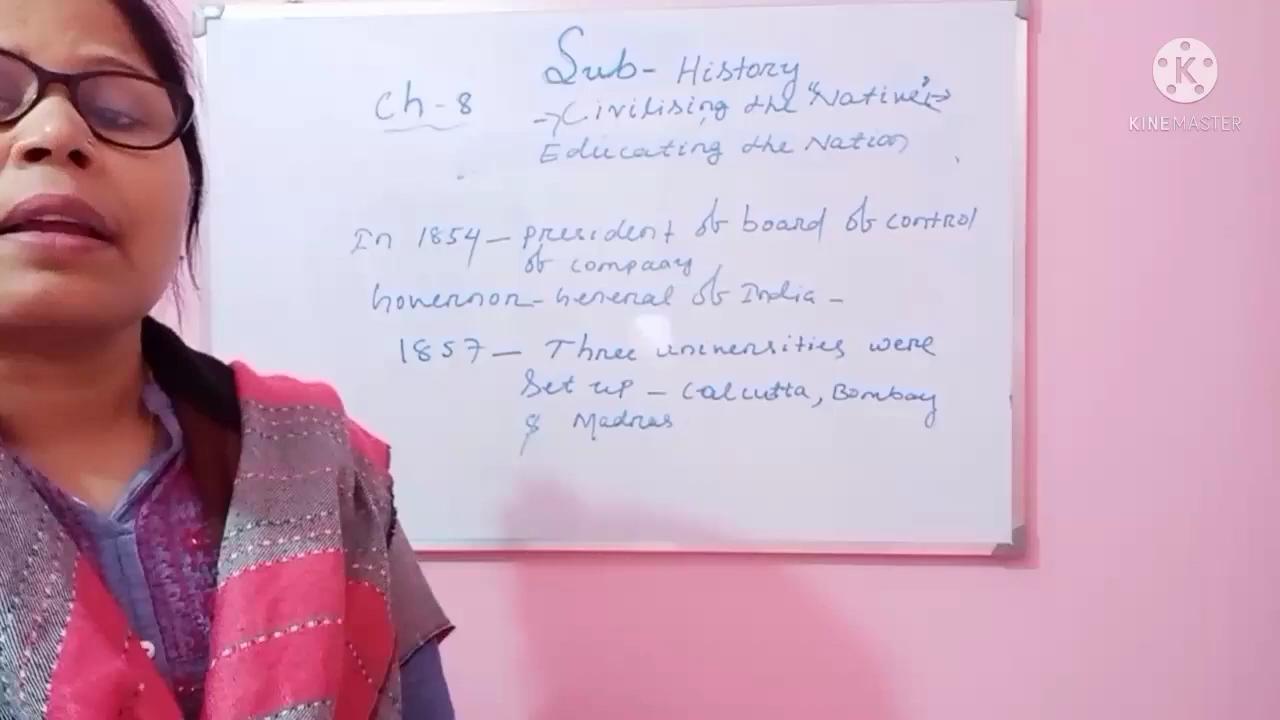 Sub- History
Ch-8
→ Civilising the "Native" →
Educating the Nation
In 1854 - president of board of control
of company
Governor-General of India -
1857 - Three universities were
Set up - Calcutta, Bombay
& Madras
K
KINEMASTER